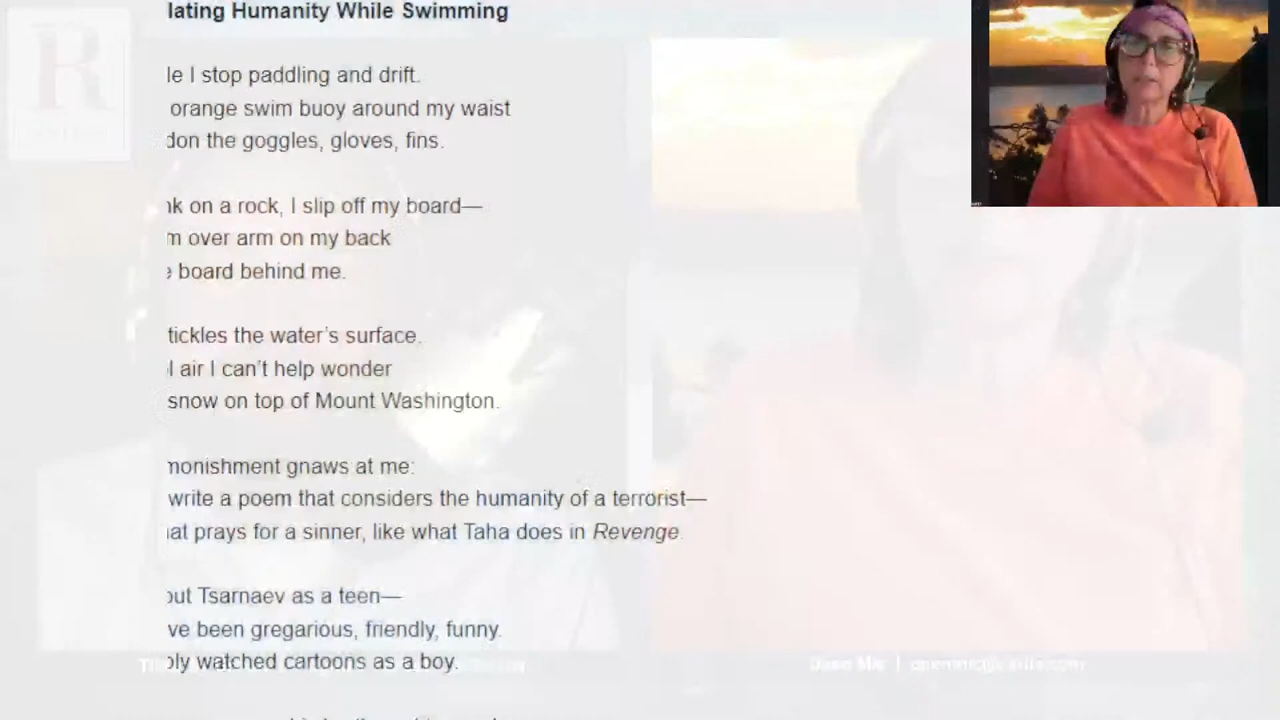 lating Humanity While Swimming
le I stop paddling and drift.
orange swim buoy around my waist
don the goggles, gloves, fins.
nk on a rock, I slip off my board—
m over arm on my back
e board behind me.
tickles the water’s surface.
l air I can’t help wonder
snow on top of Mount Washington.
monishment gnaws at me:
write a poem that considers the humanity of a terrorist—
hat prays for a sinner, like what Taha does in Revenge.
out Tsarnaev as a teen—
ve been gregarious, friendly, funny.
bly watched cartoons as a boy.
R